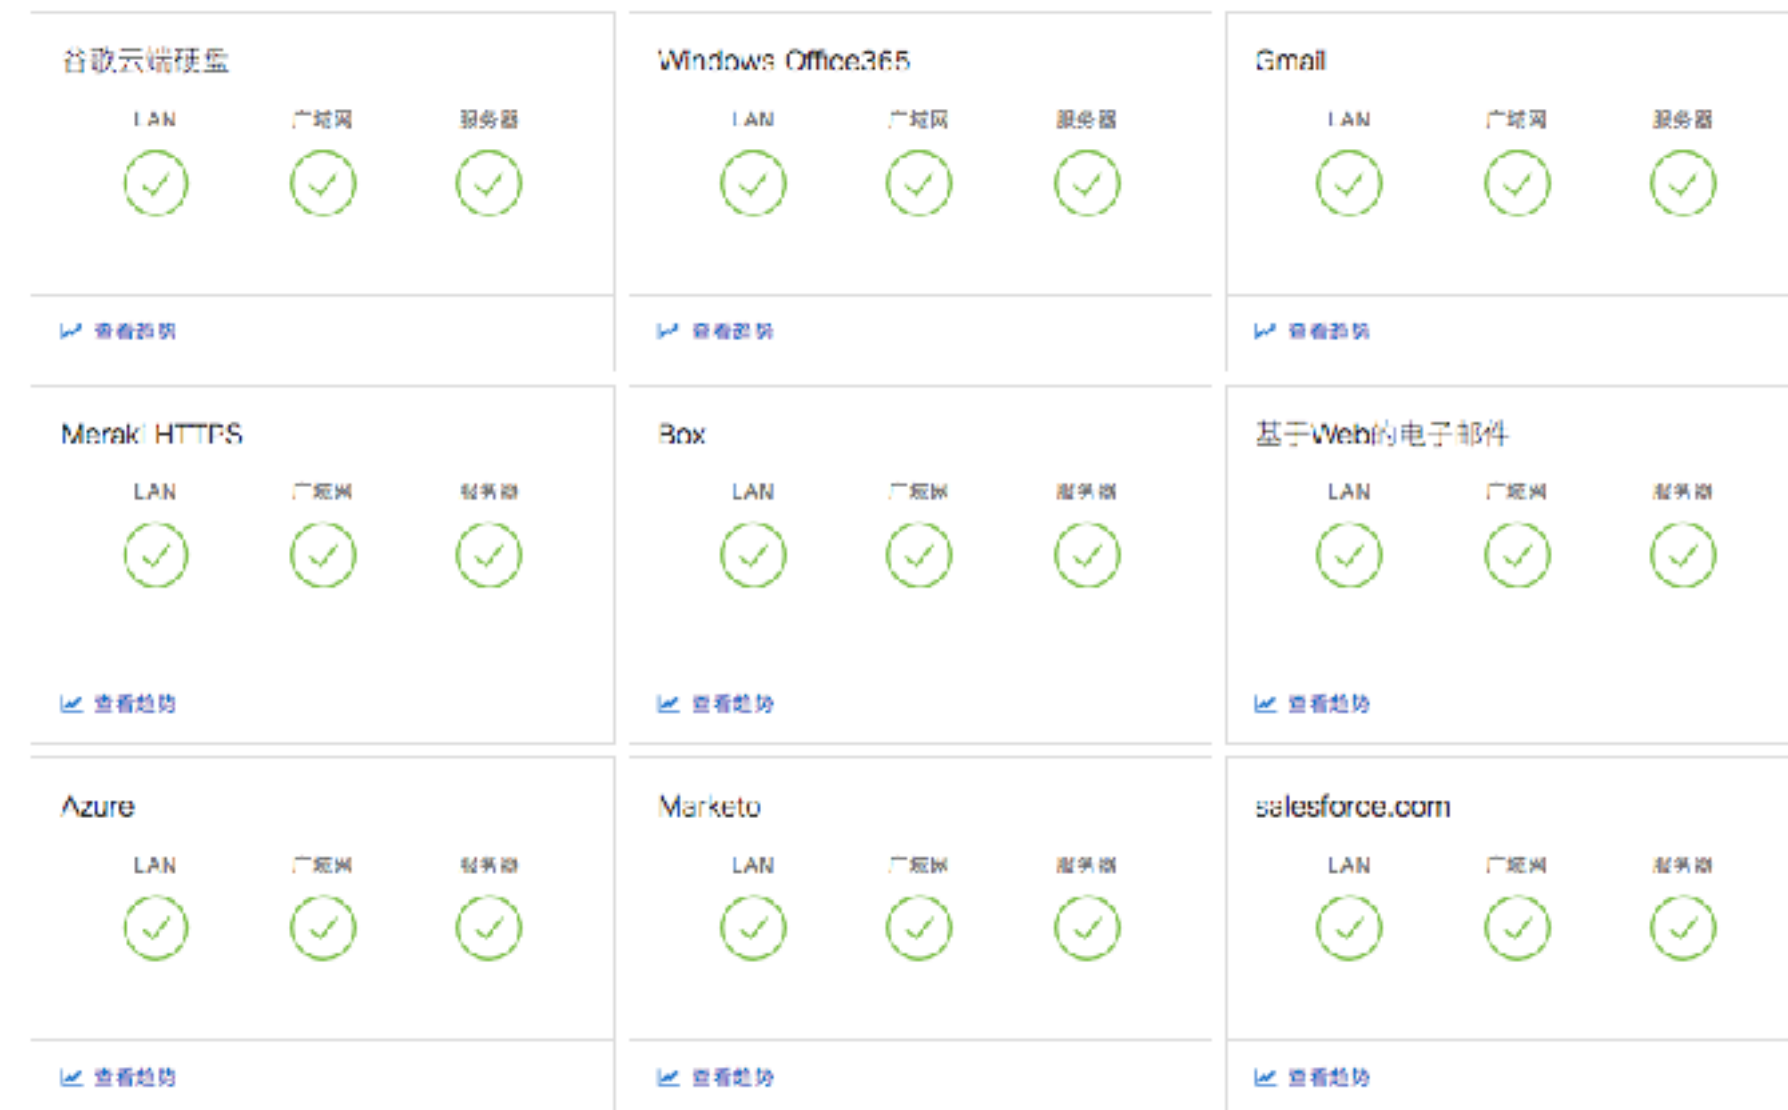 谷歌云端硬盘
LAN 广域网 服务器
查看趋势
Windows Office365
LAN 广域网 服务器
查看趋势
Gmail
LAN 广域网 服务器
查看趋势
Meraki HTTPS
LAN 广域网 服务器
查看趋势
Box
LAN 广域网 服务器
查看趋势
基于Web的电子邮件
LAN 广域网 服务器
查看趋势
Azure
LAN 广域网 服务器
查看趋势
Marketo
LAN 广域网 服务器
查看趋势
salesforce.com
LAN 广域网 服务器
查看趋势